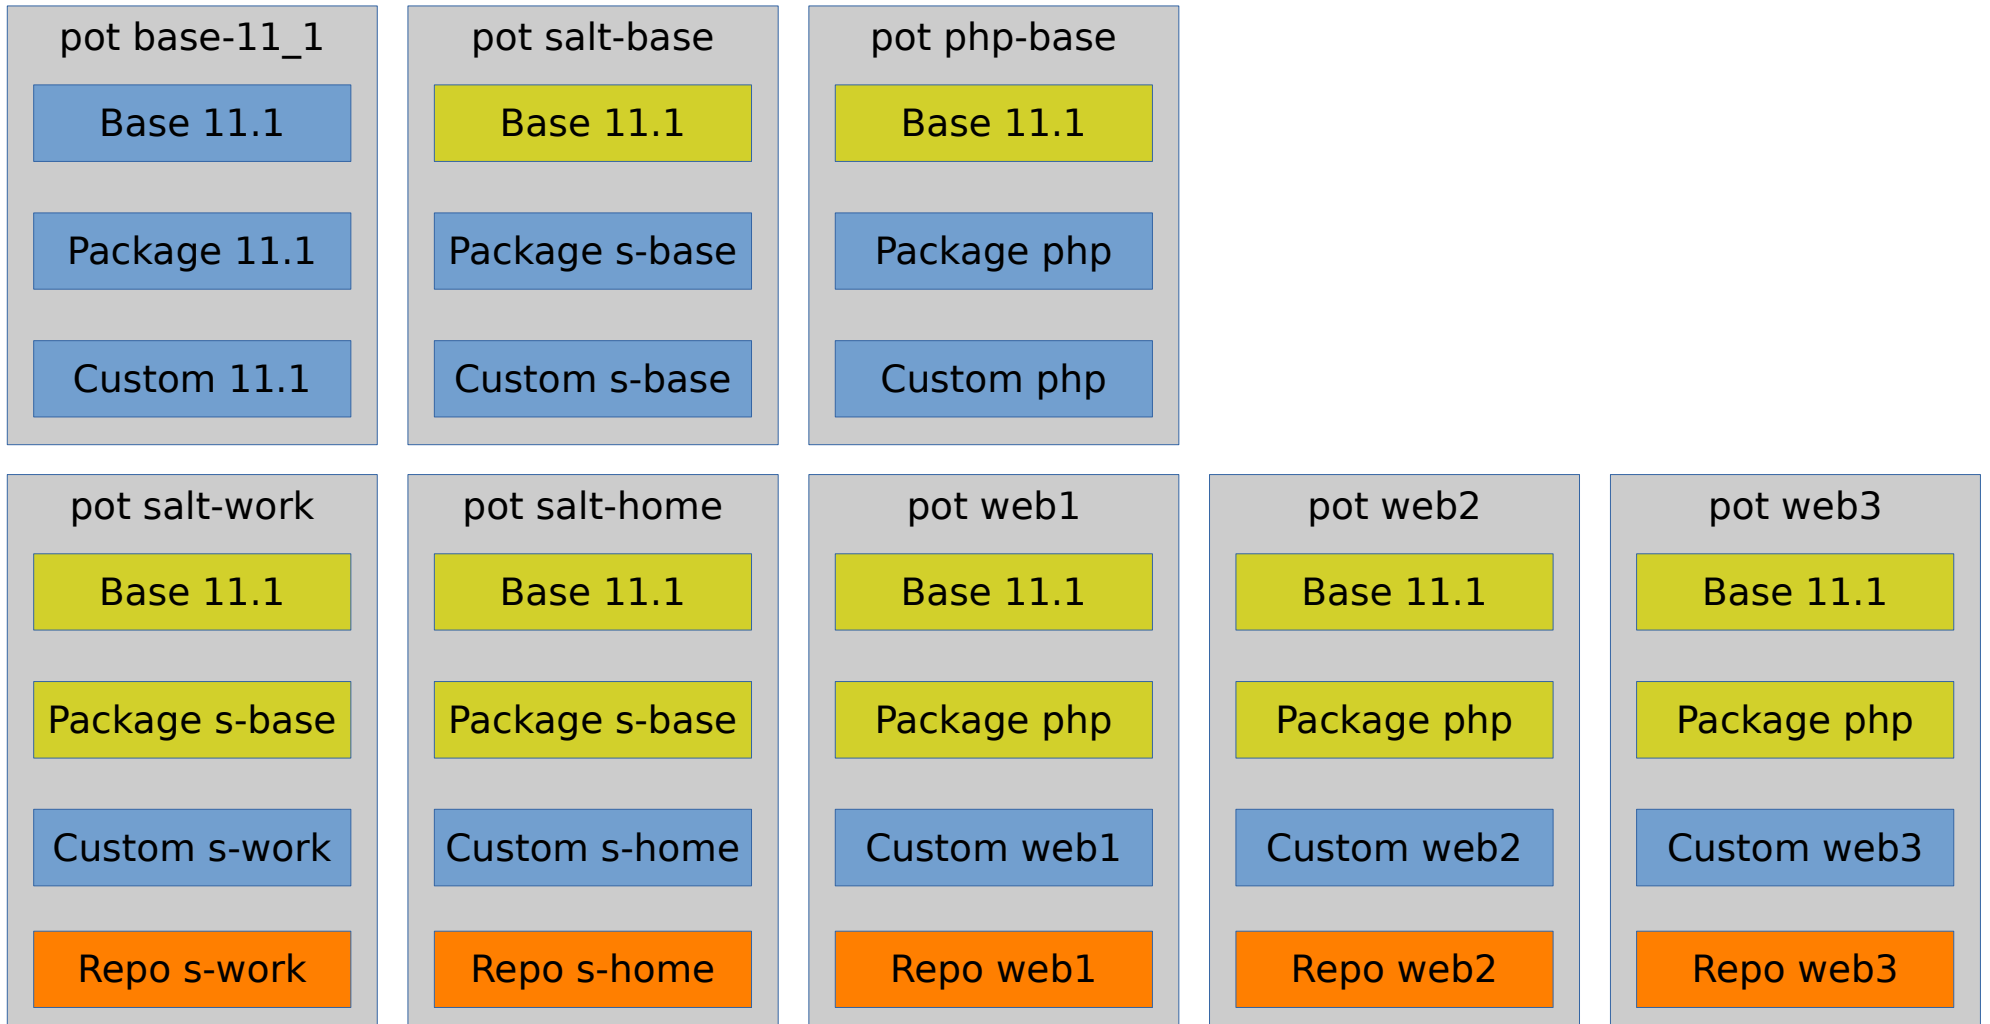 pot base-11_1
Base 11.1
Package 11.1
Custom 11.1
pot salt-base
Base 11.1
Package s-base
Custom s-base
pot php-base
Base 11.1
Package php
Custom php
pot salt-work
Base 11.1
Package s-base
Custom s-work
Repo s-work
pot salt-home
Base 11.1
Package s-base
Custom s-home
Repo s-home
pot web1
Base 11.1
Package php
Custom web1
Repo web1
pot web2
Base 11.1
Package php
Custom web2
Repo web2
pot web3
Base 11.1
Package php
Custom web3
Repo web3